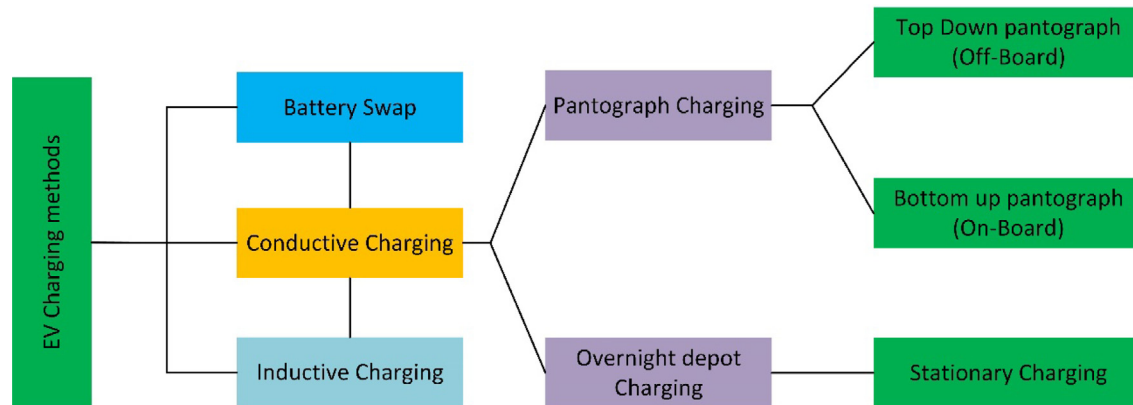 EV Charging methods
Battery Swap
Conductive Charging
Inductive Charging
Pantograph Charging
Overnight depot
Charging
Top Down pantograph
(Off-Board)
Bottom up pantograph
(On-Board)
Stationary Charging